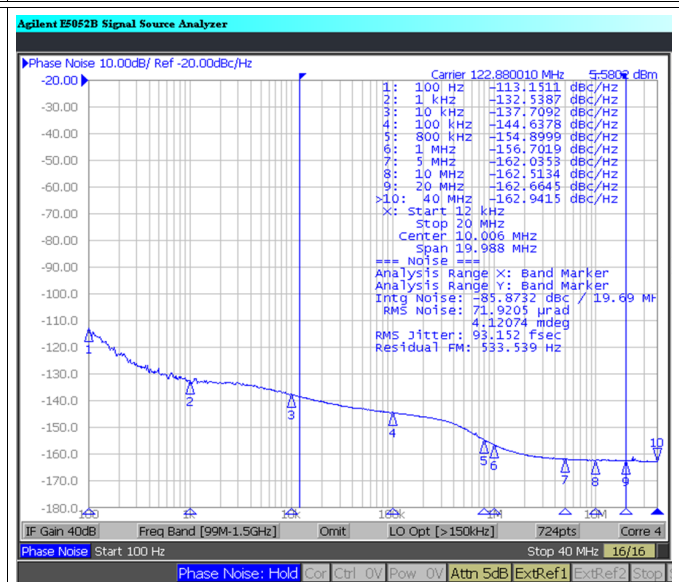 Agilent E5052B Signal Source Analyzer
Phase Noise 10.00dB/ Ref -20.00dBc/Hz
Carrier 122.880010 MHz 5.5802 dBm
1: 100 Hz -113.1511 dBc/Hz
2: 1 kHz -132.5387 dBc/Hz
3: 10 kHz -137.7092 dBc/Hz
4: 100 kHz -144.6378 dBc/Hz
5: 800 kHz -154.8999 dBc/Hz
6: 1 MHz -156.7019 dBc/Hz
7: 5 MHz -162.0353 dBc/Hz
8: 10 MHz -162.5134 dBc/Hz
9: 20 MHz -162.6645 dBc/Hz
>10: 40 MHz -162.9415 dBc/Hz
X: Start 12 kHz
Stop 20 MHz
Center 10.006 MHz
Span 19.988 MHz
=== Noise ===
Analysis Range X: Band Marker
Analysis Range Y: Band Marker
Intg Noise: -85.8732 dBc / 19.69 MH
RMS Noise: 71.9205 µrad
4.12074 mdeg
RMS Jitter: 93.152 fsec
Residual FM: 533.539 Hz
-20.00
-30.00
-40.00
-50.00
-60.00
-70.00
-80.00
-90.00
-100.0
-110.0
-120.0
-130.0
-140.0
-150.0
-160.0
-170.0
-180.0
1
2
3
4
5
6
7
8
9
10
100 1k 10k 100k 1M 10M
IF Gain 40dB Freq Band [99M-1.5GHz] Omit LO Opt [>150kHz] 724pts Corre 4
Phase Noise Start 100 Hz Stop 40 MHz 16/16
Phase Noise: Hold Cor Ctrl 0V Pow 0V Attn 5dB ExtRef1 ExtRef2 Stop